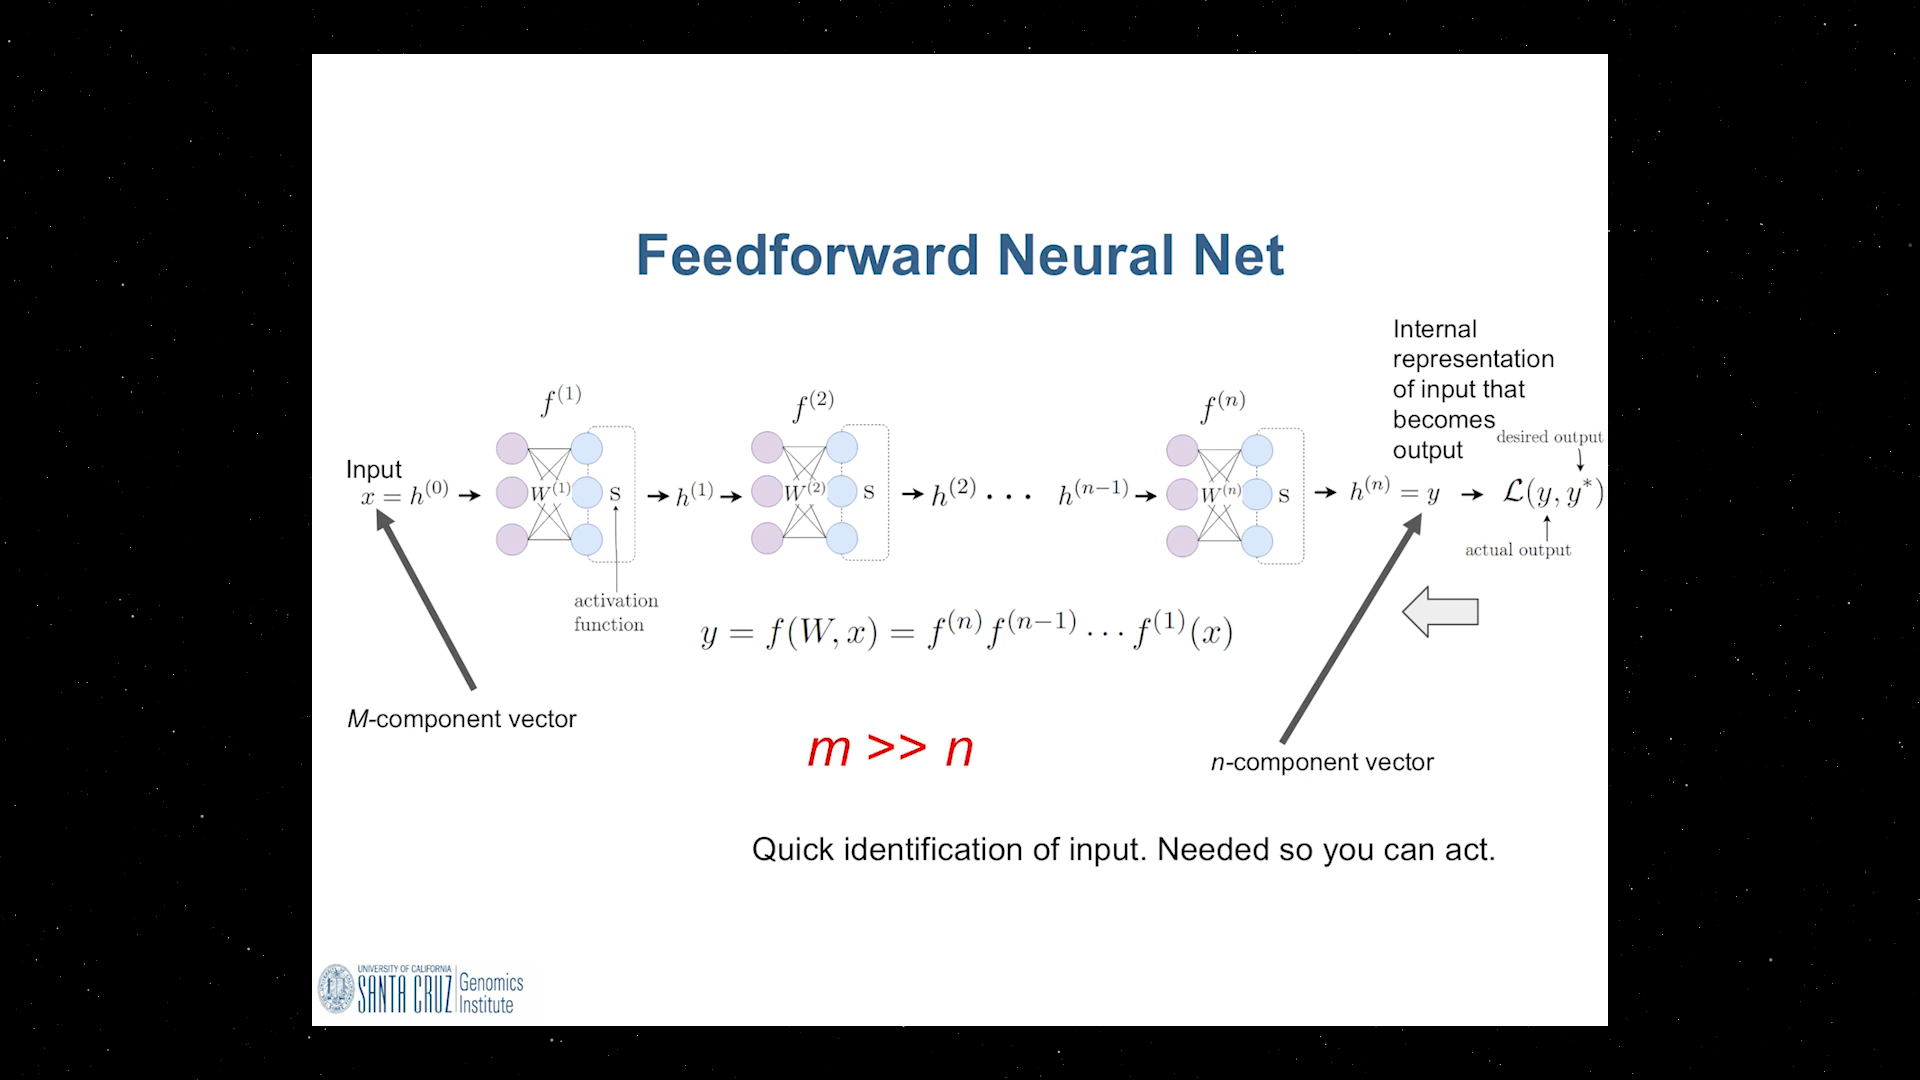 Feedforward Neural Net
Internal
representation
of input that
becomes
output
desired output
f^(1)
f^(2)
f^(n)
Input
x = h^(0)
W^(1)
s
h^(1)
W^(2)
s
h^(2) · · ·
h^(n−1)
W^(n)
s
h^(n) = y
ℒ(y, y*)
actual output
activation
function
y = f(W, x) = f^(n) f^(n−1) · · · f^(1)(x)
M-component vector
m >> n
n-component vector
Quick identification of input. Needed so you can act.
UNIVERSITY OF CALIFORNIA
SANTA CRUZ
Genomics
Institute